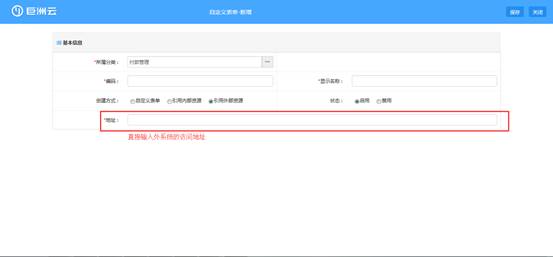 巨洲云
自定义表单-新增
保存 关闭
基本信息
*所属分类： 付款管理
*编码： *显示名称：
创建方式： 自定义表单 引用内部资源 引用外部资源 状态： 启用 禁用
*地址：
直接输入外系统的访问地址